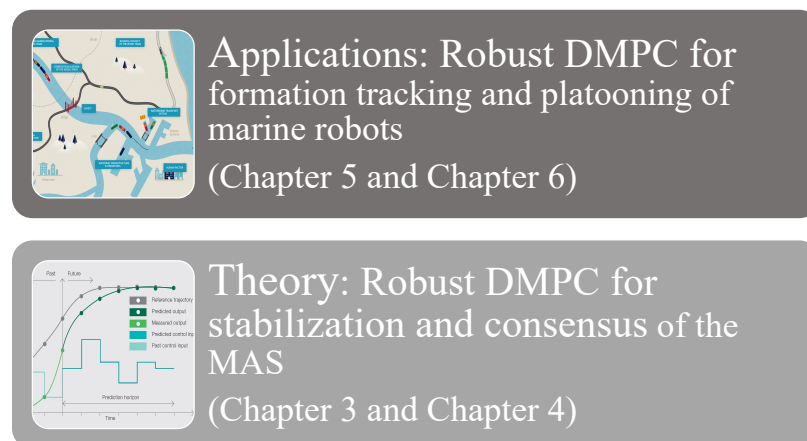 Applications: Robust DMPC for
formation tracking and platooning of
marine robots
(Chapter 5 and Chapter 6)
Theory: Robust DMPC for
stabilization and consensus of the
MAS
(Chapter 3 and Chapter 4)
Past Future
Reference trajectory
Predicted output
Measured output
Predicted control inp
Past control input
Prediction horizon
Time